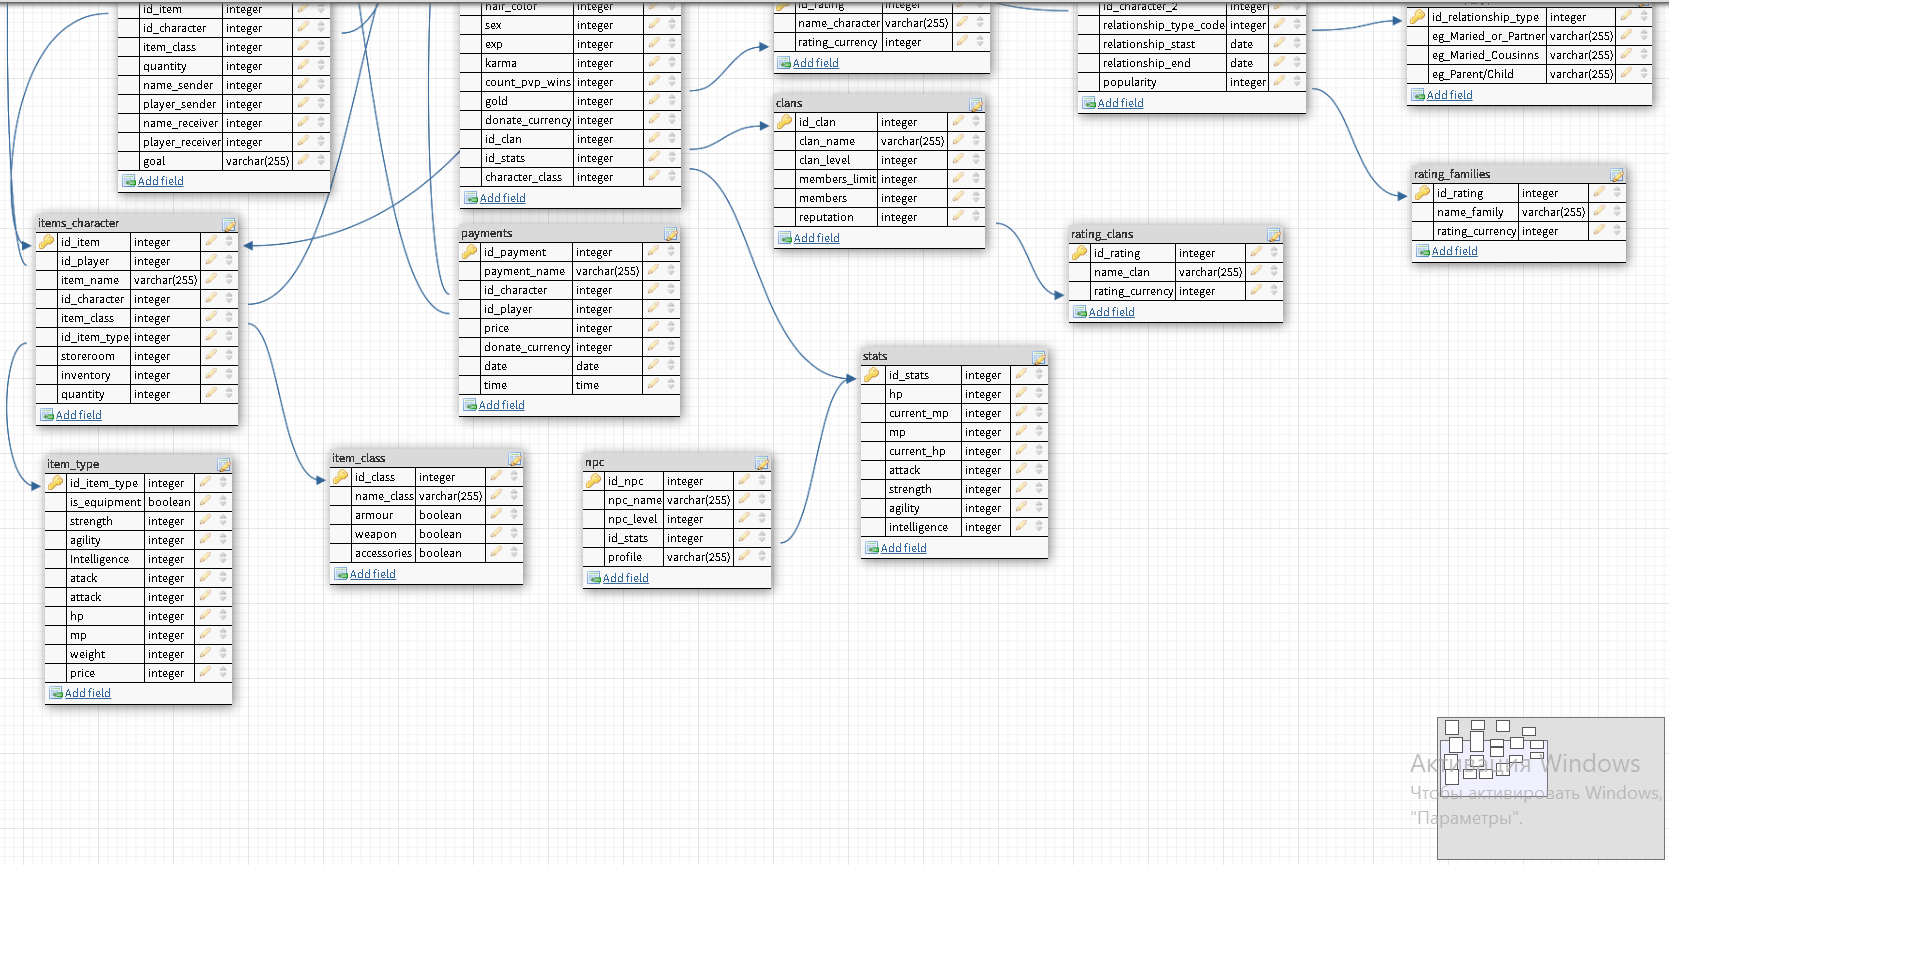 id_item integer
id_character integer
item_class integer
quantity integer
name_sender integer
player_sender integer
name_receiver integer
player_receiver integer
goal varchar(255)
Add field
hair_color integer
sex integer
exp integer
karma integer
count_pvp_wins integer
gold integer
donate_currency integer
id_clan integer
id_stats integer
character_class integer
Add field
id_rating integer
name_character varchar(255)
rating_currency integer
Add field
id_character_2 integer
relationship_type_code integer
relationship_stast date
relationship_end date
popularity integer
Add field
id_relationship_type integer
eg_Maried_or_Partner varchar(255)
eg_Maried_Cousinns varchar(255)
eg_Parent/Child varchar(255)
Add field
clans
id_clan integer
clan_name varchar(255)
clan_level integer
members_limit integer
members integer
reputation integer
Add field
rating_families
id_rating integer
name_family varchar(255)
rating_currency integer
Add field
items_character
id_item integer
id_player integer
item_name varchar(255)
id_character integer
item_class integer
id_item_type integer
storeroom integer
inventory integer
quantity integer
Add field
payments
id_payment integer
payment_name varchar(255)
id_character integer
id_player integer
price integer
donate_currency integer
date date
time time
Add field
rating_clans
id_rating integer
name_clan varchar(255)
rating_currency integer
Add field
stats
id_stats integer
hp integer
current_mp integer
mp integer
current_hp integer
attack integer
strength integer
agility integer
intelligence integer
Add field
item_type
id_item_type integer
is_equipment boolean
strength integer
agility integer
Intelligence integer
atack integer
attack integer
hp integer
mp integer
weight integer
price integer
Add field
item_class
id_class integer
name_class varchar(255)
armour boolean
weapon boolean
accessories boolean
Add field
npc
id_npc integer
npc_name varchar(255)
npc_level integer
id_stats integer
profile varchar(255)
Add field
Активация Windows
Чтобы активировать Windows,
"Параметры".